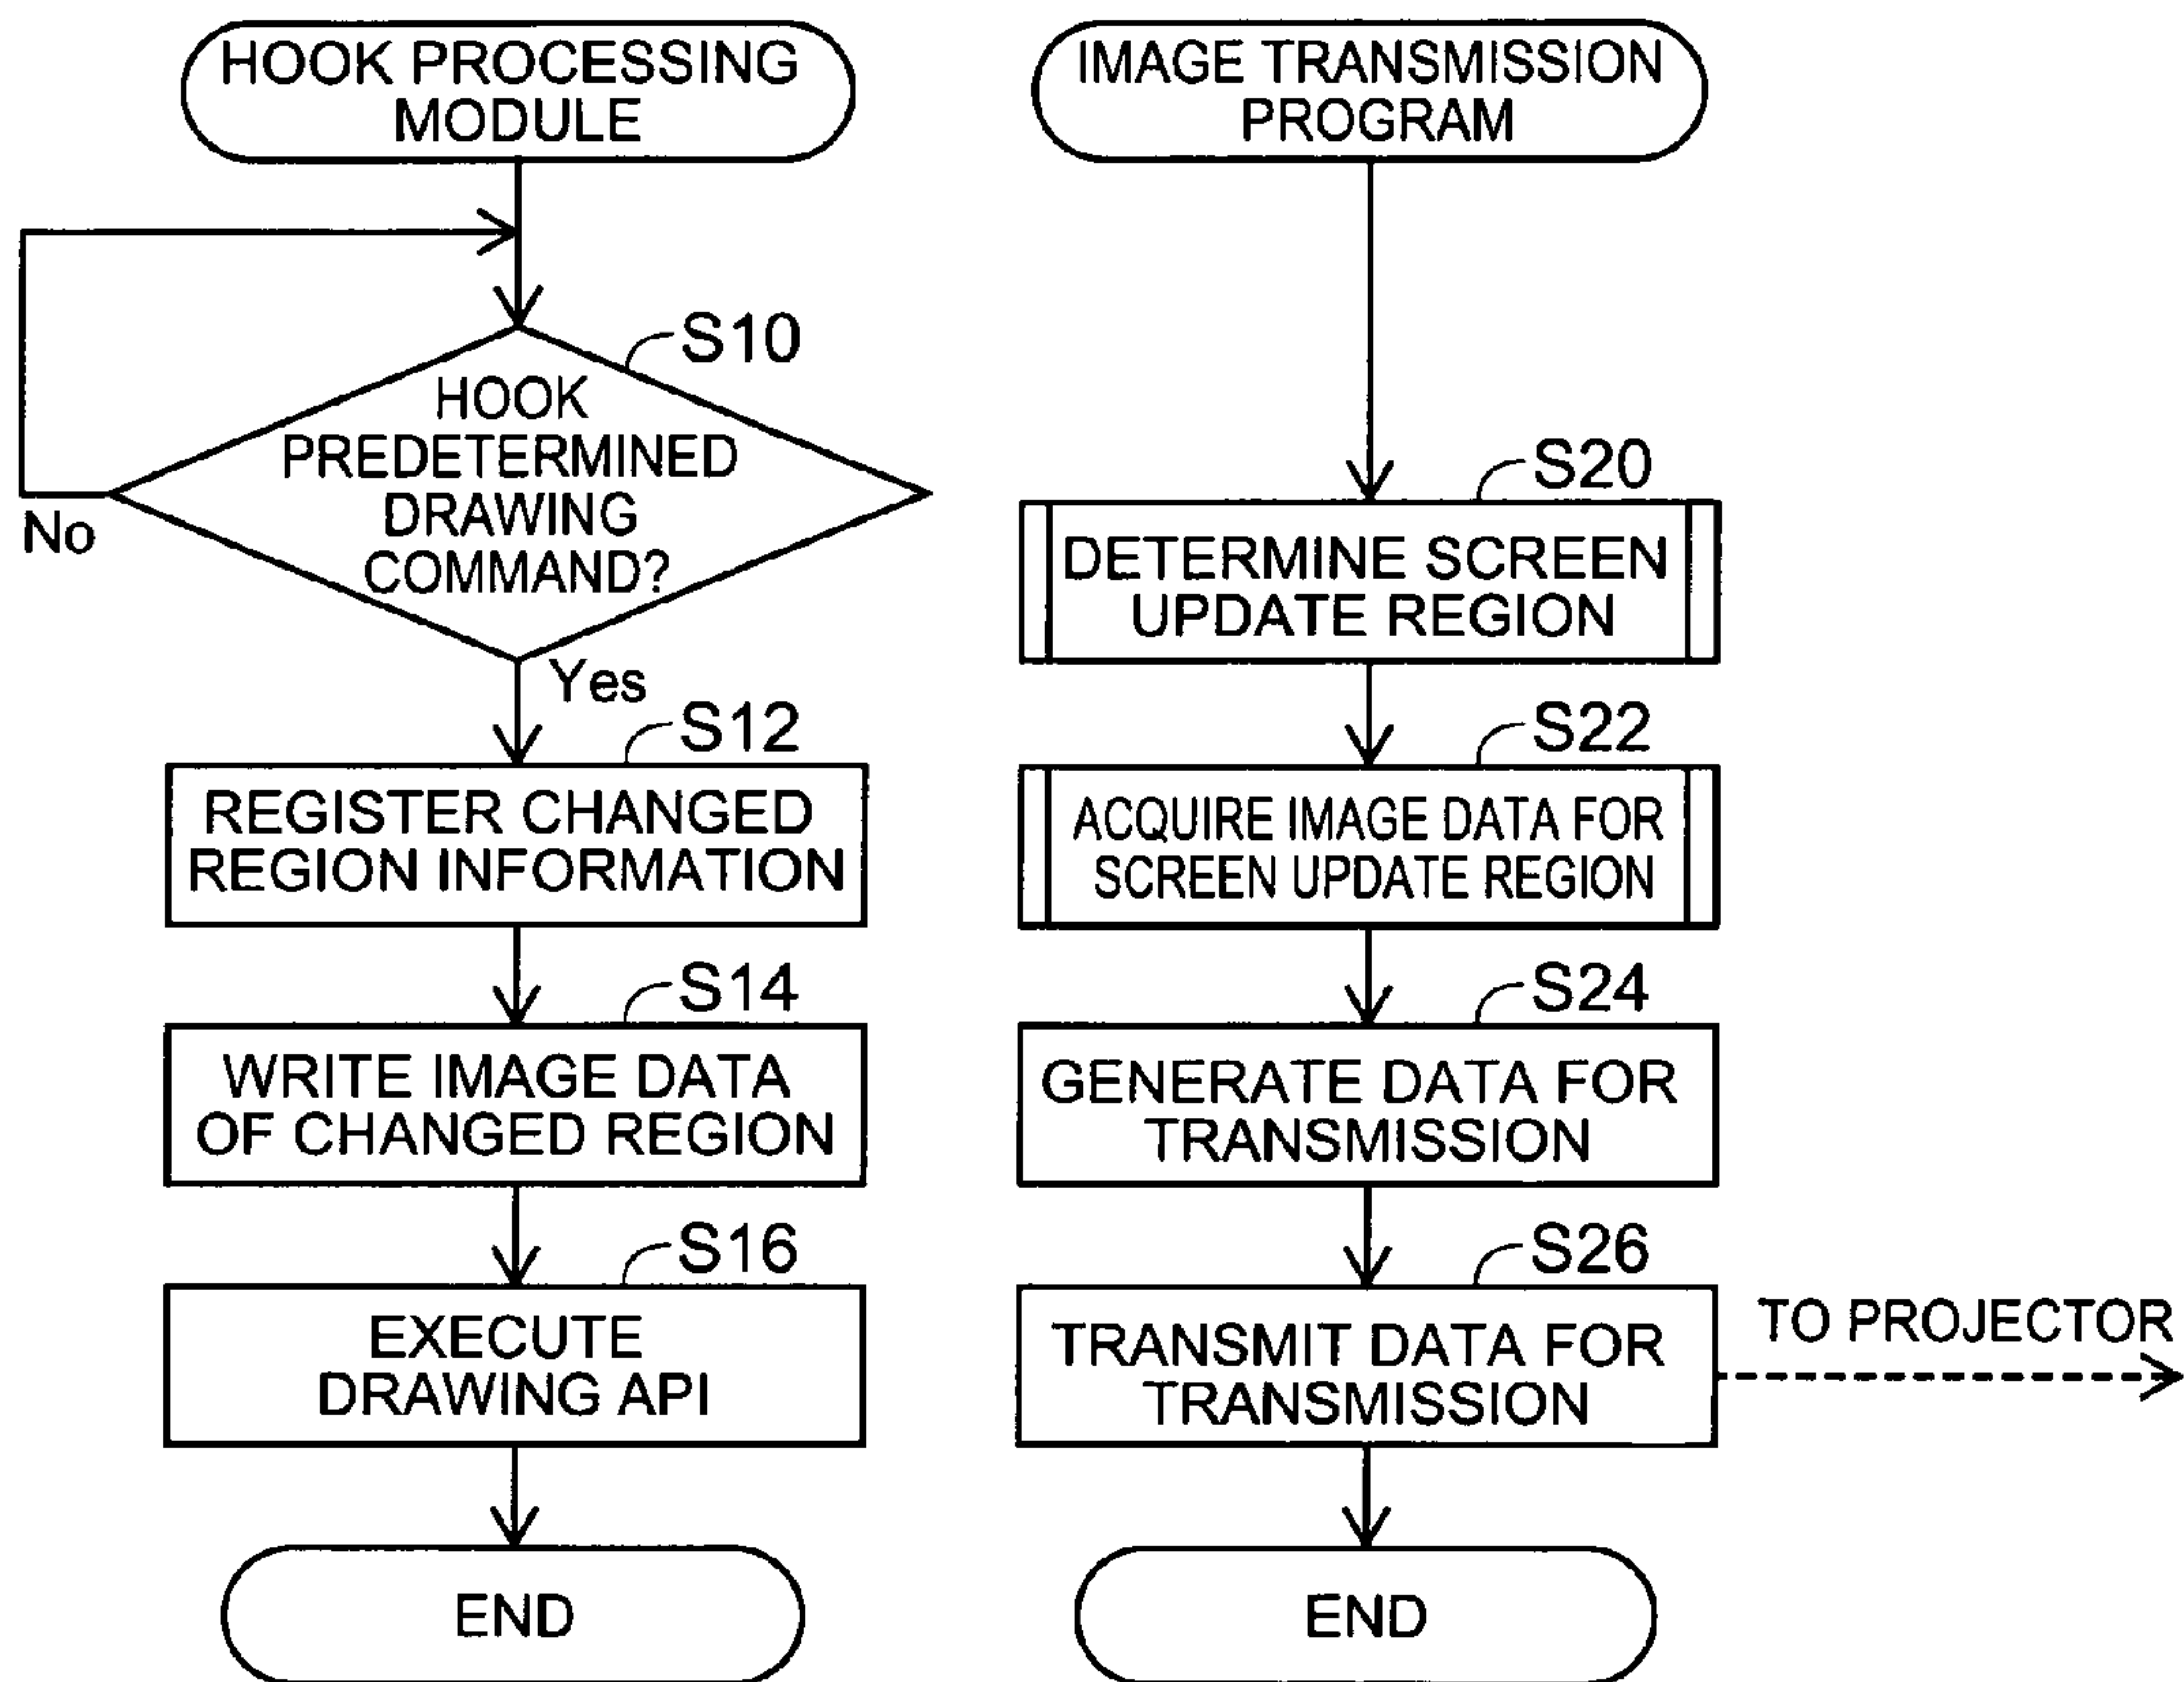 HOOK PROCESSING
MODULE
S10
HOOK
PREDETERMINED
DRAWING
COMMAND?
No
Yes
S12
REGISTER CHANGED
REGION INFORMATION
S14
WRITE IMAGE DATA
OF CHANGED REGION
S16
EXECUTE
DRAWING API
END
IMAGE TRANSMISSION
PROGRAM
S20
DETERMINE SCREEN
UPDATE REGION
S22
ACQUIRE IMAGE DATA FOR
SCREEN UPDATE REGION
S24
GENERATE DATA FOR
TRANSMISSION
S26
TRANSMIT DATA FOR
TRANSMISSION
TO PROJECTOR
END